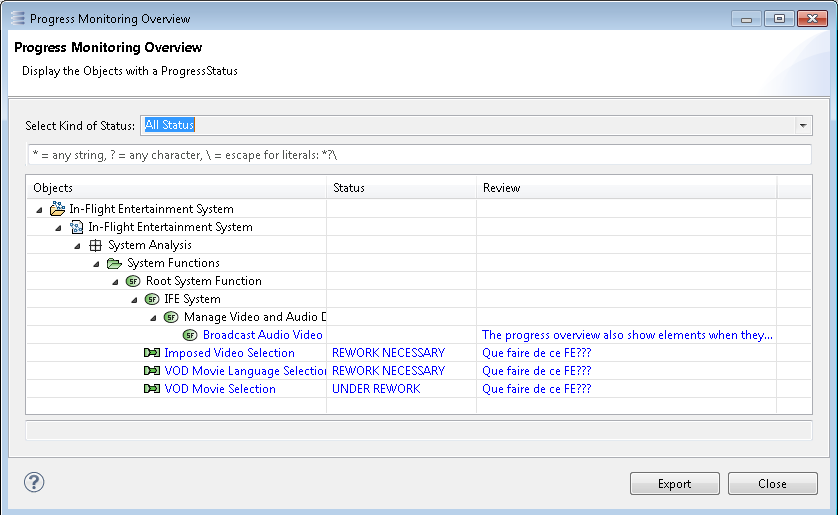 Progress Monitoring Overview
Progress Monitoring Overview
Display the Objects with a ProgressStatus
Select Kind of Status: All Status
* = any string, ? = any character, \ = escape for literals: *?\
Objects Status Review
In-Flight Entertainment System
In-Flight Entertainment System
System Analysis
System Functions
SF Root System Function
SF IFE System
SF Manage Video and Audio D
SF Broadcast Audio Video The progress overview also show elements when they...
Imposed Video Selection REWORK NECESSARY Que faire de ce FE???
VOD Movie Language Selection REWORK NECESSARY Que faire de ce FE???
VOD Movie Selection UNDER REWORK Que faire de ce FE???
? Export Close